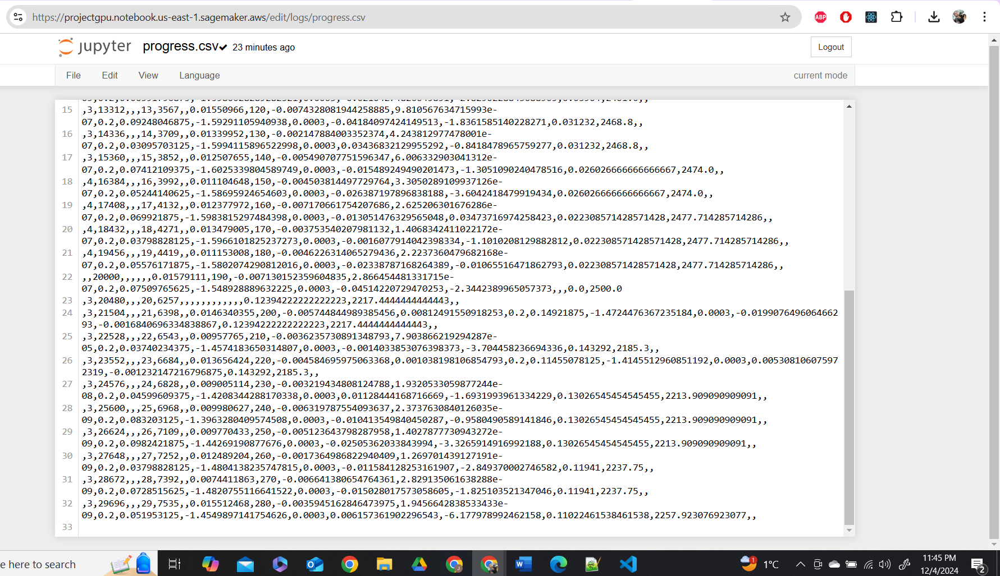 https://projectgpu.notebook.us-east-1.sagemaker.aws/edit/logs/progress.csv
ABP
jupyter progress.csv✔ 23 minutes ago
Logout
File Edit View Language
current mode
15 ,3,13312,,,13,3567,,0.01550966,120,-0.0074328081944258885,9.810567634715993e-
07,0.2,0.09248046875,-1.59291105940938,0.0003,-0.04184097424149513,-1.8361585140228271,0.031232,2468.8,,
16 ,3,14336,,,14,3709,,0.01339952,130,-0.002147884003352374,4.243812977478001e-
07,0.2,0.03095703125,-1.5994115896522998,0.0003,0.03436832129955292,-0.8418478965759277,0.031232,2468.8,,
17 ,3,15360,,,15,3852,,0.012507655,140,-0.005490707751596347,6.006332903041312e-
07,0.2,0.07412109375,-1.6025339804589749,0.0003,-0.015489249490201473,-1.3051090240478516,0.026026666666666667,2474.0,,
18 ,4,16384,,,16,3992,,0.011104648,150,-0.004503814497729764,3.3050289109937126e-
07,0.2,0.05244140625,-1.58695924654603,0.0003,-0.026387197896838188,-3.6042418479919434,0.026026666666666667,2474.0,,
19 ,4,17408,,,17,4132,,0.012377972,160,-0.007170661754207686,2.625206301676286e-
07,0.2,0.069921875,-1.5983815297484398,0.0003,-0.013051476329565048,0.03473716974258423,0.022308571428571428,2477.714285714286,,
20 ,4,18432,,,18,4271,,0.013479005,170,-0.003753540207981132,1.4068342411022172e-
07,0.2,0.03798828125,-1.5966101825237273,0.0003,-0.0016077914042398334,-1.1010208129882812,0.022308571428571428,2477.714285714286,,
21 ,4,19456,,,19,4419,,0.011153008,180,-0.0046226314065279436,2.2237360479682168e-
07,0.2,0.05576171875,-1.5802074290812016,0.0003,-0.02338787168264389,-0.01065516471862793,0.022308571428571428,2477.714285714286,,
22 ,,20000,,,,,,0.01579111,190,-0.007130152359604835,2.866454481331715e-
07,0.2,0.07509765625,-1.548928889632225,0.0003,-0.04514220729470253,-2.3442389965057373,,,0.0,2500.0
23 ,3,20480,,,20,6257,,,,,,,,,,,,0.12394222222222223,2217.4444444444443,,
24 ,3,21504,,,21,6398,,0.0146340355,200,-0.005744844989385456,0.00812491550918253,0.2,0.14921875,-1.4724476367235184,0.0003,-0.0199076496064662
93,-0.0016840696334838867,0.12394222222222223,2217.4444444444443,,
25 ,3,22528,,,22,6543,,0.00957765,210,-0.0036235730891348793,7.903866219294287e-
05,0.2,0.03740234375,-1.4574183650314807,0.0003,-0.0014033853076398373,-3.704458236694336,0.143292,2185.3,,
26 ,3,23552,,,23,6684,,0.013656424,220,-0.004584695975063368,0.001038198106854793,0.2,0.11455078125,-1.4145512960851192,0.0003,0.00530810607597
2319,-0.001232147216796875,0.143292,2185.3,,
27 ,3,24576,,,24,6828,,0.009005114,230,-0.003219434808124788,1.9320533059877244e-
08,0.2,0.04599609375,-1.4208344288170338,0.0003,0.01128444168716669,-1.6931993961334229,0.13026545454545455,2213.909090909091,,
28 ,3,25600,,,25,6968,,0.009980627,240,-0.006319787554093637,2.3737630840126035e-
09,0.2,0.083203125,-1.3963280409574508,0.0003,-0.010413549840450287,-0.9580490589141846,0.13026545454545455,2213.909090909091,,
29 ,3,26624,,,26,7109,,0.009770433,250,-0.005123643798287958,1.4027877730943272e-
09,0.2,0.0982421875,-1.44269190877676,0.0003,-0.02505362033843994,-3.3265914916992188,0.13026545454545455,2213.909090909091,,
30 ,3,27648,,,27,7252,,0.012489204,260,-0.0017364986822940409,1.269701439127191e-
09,0.2,0.03798828125,-1.4804138235747815,0.0003,-0.011584128253161907,-2.849370002746582,0.11941,2237.75,,
31 ,3,28672,,,28,7392,,0.0074411863,270,-0.006641380654764361,2.829135061638288e-
09,0.2,0.0728515625,-1.4820755116641522,0.0003,-0.015028017573058605,-1.825103521347046,0.11941,2237.75,,
32 ,3,29696,,,29,7535,,0.015512468,280,-0.0035945162846473975,1.9456642838533433e-
09,0.2,0.051953125,-1.4549897141754626,0.0003,0.006157361902296543,-6.177978992462158,0.11022461538461538,2257.923076923077,,
33
e here to search
1
1°C
11:45 PM
12/4/2024
2